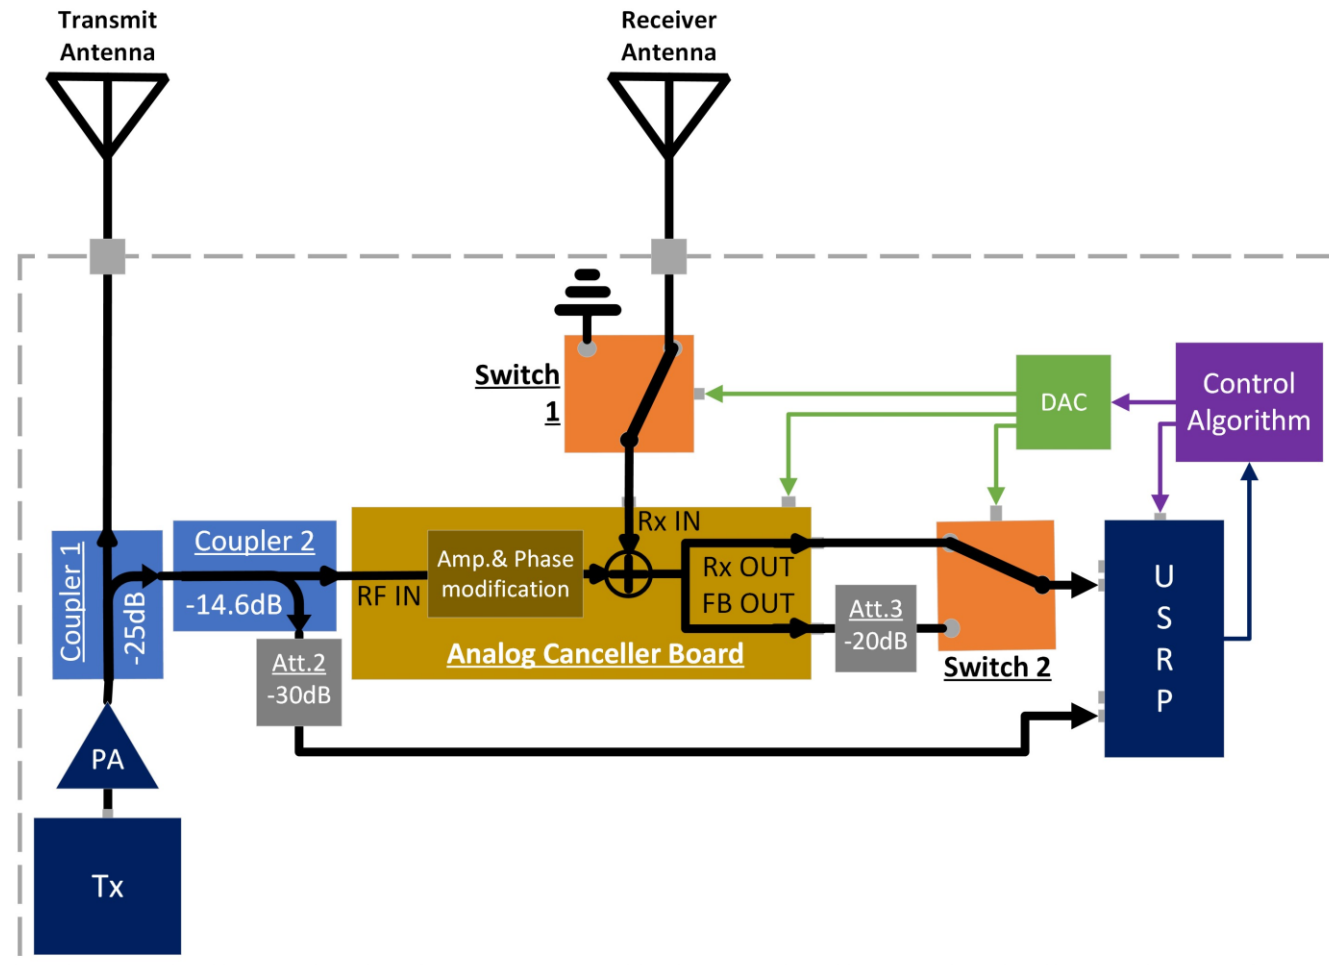 Transmit
Antenna
Receiver
Antenna
Switch
1
DAC
Control
Algorithm
Coupler 1
-25dB
Coupler 2
-14.6dB
Att.2
-30dB
RF IN
Amp.& Phase
modification
Rx IN
Rx OUT
FB OUT
Analog Canceller Board
Att.3
-20dB
Switch 2
U
S
R
P
PA
Tx